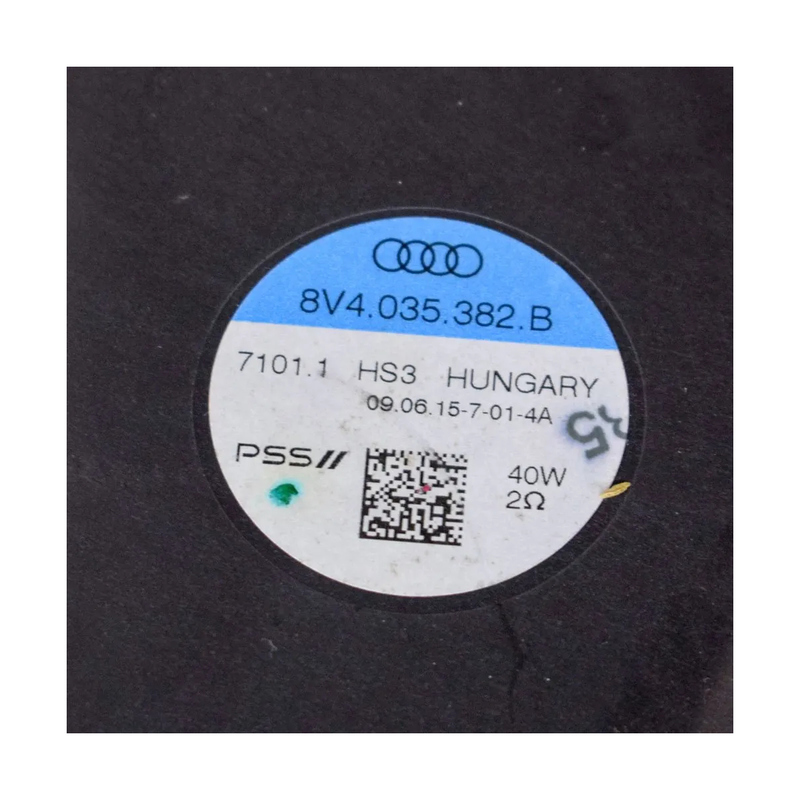 8V4.035.382.B
7101.1 HS3 HUNGARY
09.06.15-7-01-4A
PSS//
40W
2Ω